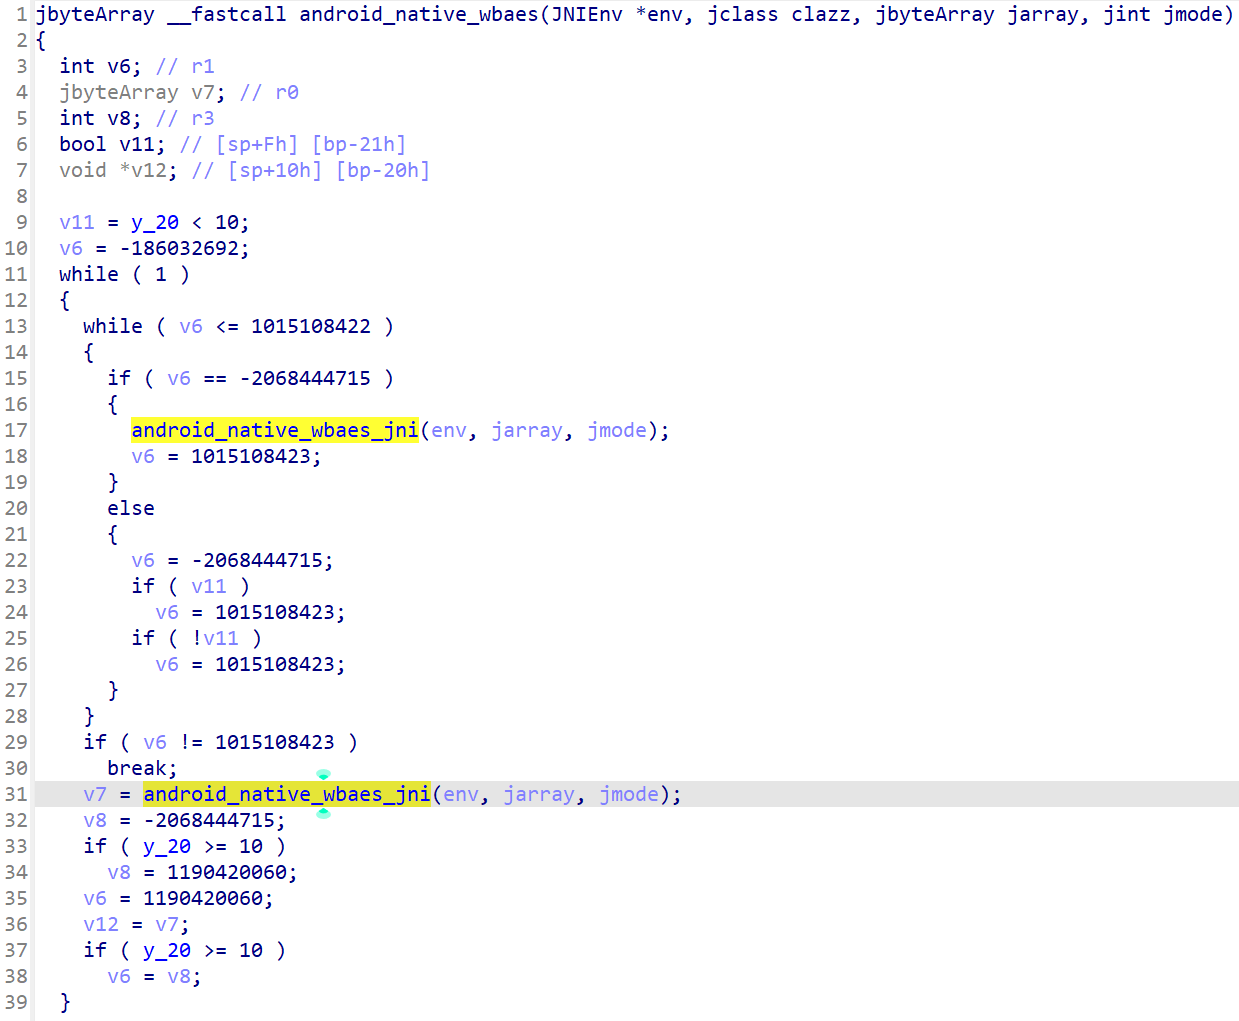 1 jbyteArray __fastcall android_native_wbaes(JNIEnv *env, jclass clazz, jbyteArray jarray, jint jmode)
2 {
3   int v6; // r1
4   jbyteArray v7; // r0
5   int v8; // r3
6   bool v11; // [sp+Fh] [bp-21h]
7   void *v12; // [sp+10h] [bp-20h]
8
9   v11 = y_20 < 10;
10   v6 = -186032692;
11   while ( 1 )
12   {
13     while ( v6 <= 1015108422 )
14     {
15       if ( v6 == -2068444715 )
16       {
17         android_native_wbaes_jni(env, jarray, jmode);
18         v6 = 1015108423;
19       }
20       else
21       {
22         v6 = -2068444715;
23         if ( v11 )
24           v6 = 1015108423;
25         if ( !v11 )
26           v6 = 1015108423;
27       }
28     }
29     if ( v6 != 1015108423 )
30       break;
31     v7 = android_native_wbaes_jni(env, jarray, jmode);
32     v8 = -2068444715;
33     if ( y_20 >= 10 )
34       v8 = 1190420060;
35     v6 = 1190420060;
36     v12 = v7;
37     if ( y_20 >= 10 )
38       v6 = v8;
39   }